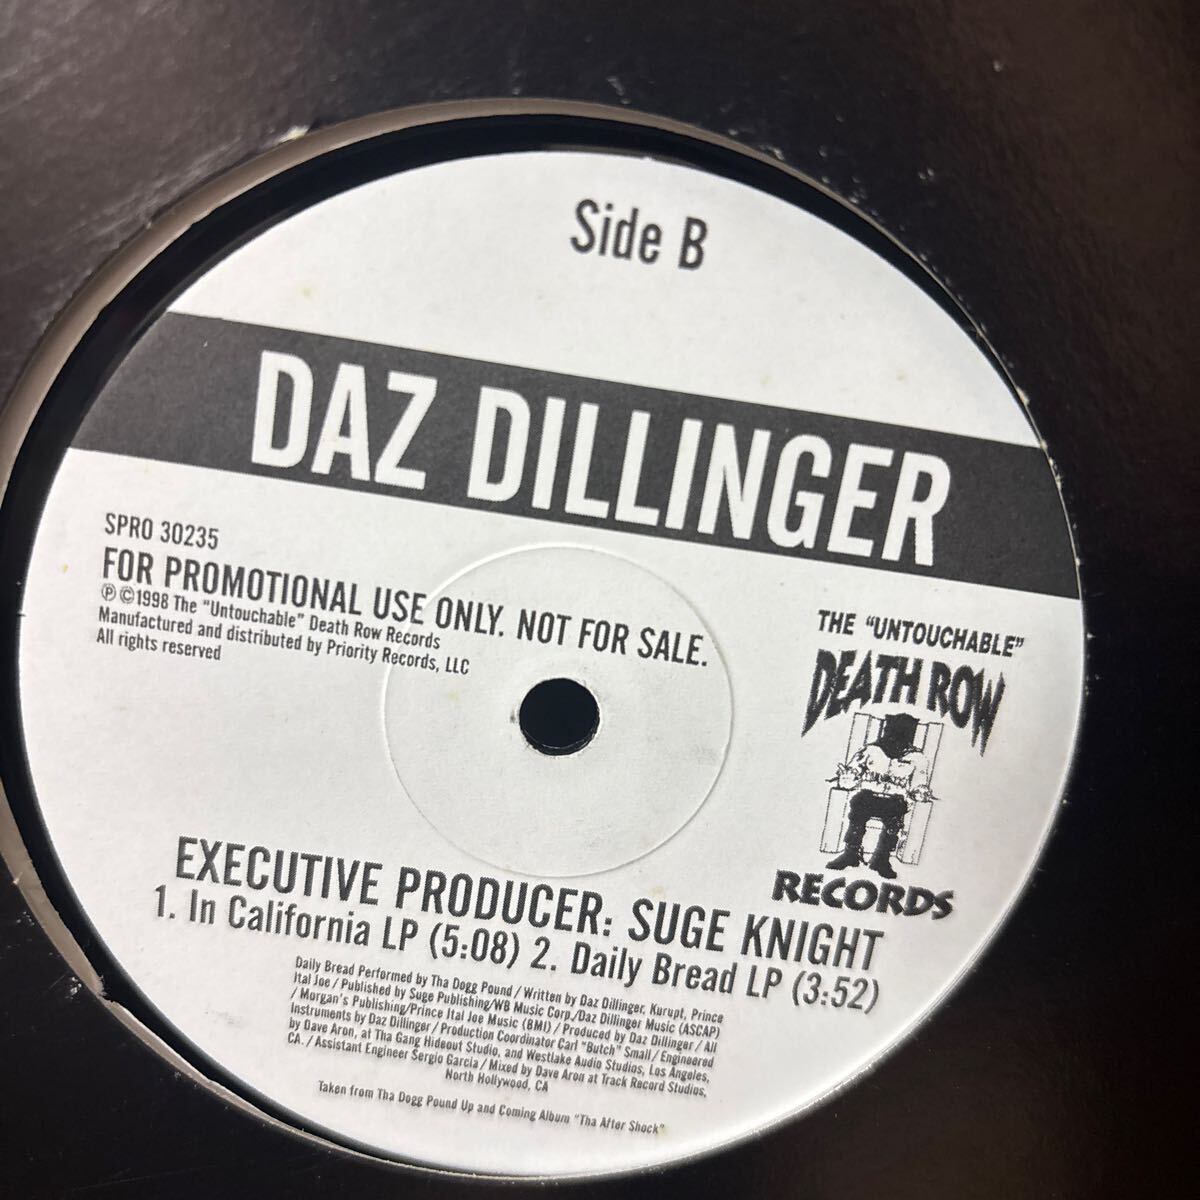 Side B
DAZ DILLINGER
SPRO 30235
FOR PROMOTIONAL USE ONLY. NOT FOR SALE.
℗©1998 The "Untouchable" Death Row Records
Manufactured and distributed by Priority Records, LLC
All rights reserved
THE "UNTOUCHABLE"
DEATH ROW
RECORDS
EXECUTIVE PRODUCER: SUGE KNIGHT
1. In California LP (5:08) 2. Daily Bread LP (3:52)
Daily Bread Performed by Tha Dogg Pound / Written by Daz Dillinger, Kurupt, Prince
Ital Joe / Published by Suge Publishing/WB Music Corp./Daz Dillinger Music (ASCAP)
/ Morgan's Publishing/Prince Ital Joe Music (BMI) / Produced by Daz Dillinger / All
Instruments by Daz Dillinger / Production Coordinator Carl "Butch" Small / Engineered
by Dave Aron, at Tha Gang Hideout Studio, and Westlake Audio Studios, Los Angeles,
CA. / Assistant Engineer Sergio Garcia / Mixed by Dave Aron at Track Record Studios,
North Hollywood, CA
Taken from Tha Dogg Pound Up and Coming Album "Tha After Shock"